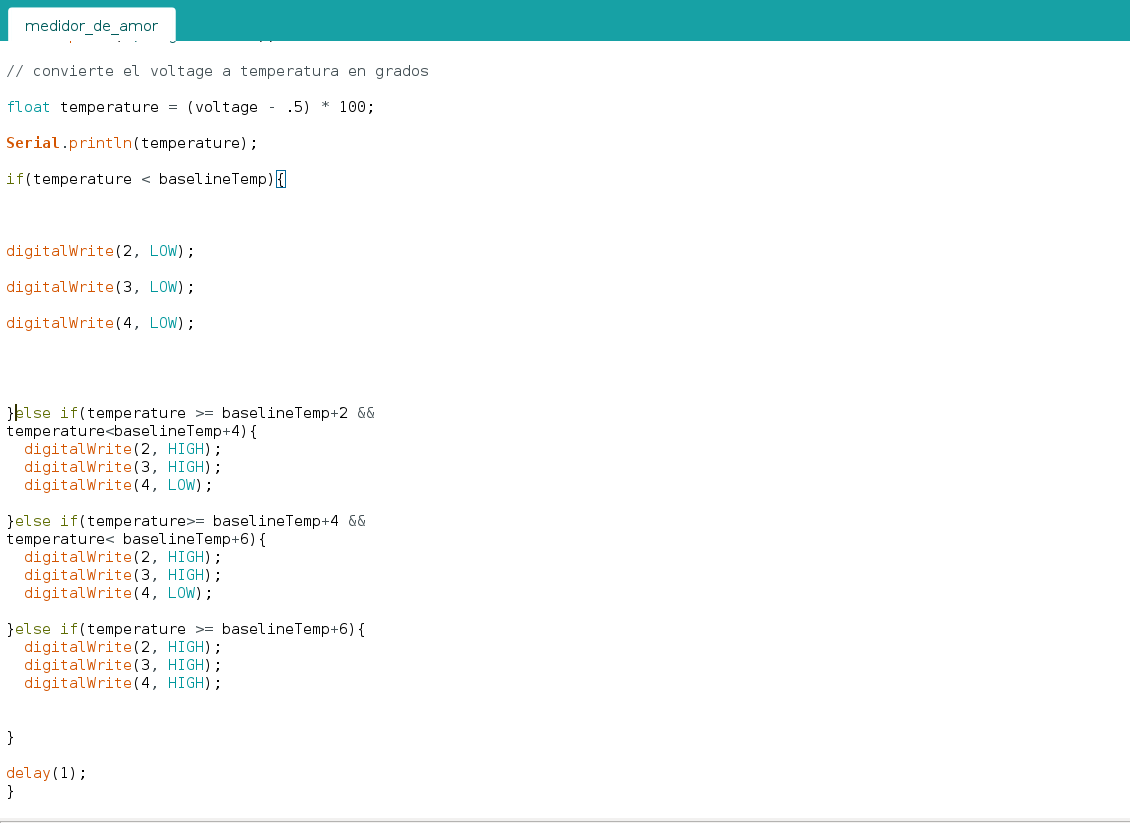 medidor_de_amor
// convierte el voltage a temperatura en grados
float temperature = (voltage - .5) * 100;
Serial.println(temperature);
if(temperature < baselineTemp){
digitalWrite(2, LOW);
digitalWrite(3, LOW);
digitalWrite(4, LOW);
}else if(temperature >= baselineTemp+2 &&
temperature<baselineTemp+4){
  digitalWrite(2, HIGH);
  digitalWrite(3, HIGH);
  digitalWrite(4, LOW);
}else if(temperature>= baselineTemp+4 &&
temperature< baselineTemp+6){
  digitalWrite(2, HIGH);
  digitalWrite(3, HIGH);
  digitalWrite(4, LOW);
}else if(temperature >= baselineTemp+6){
  digitalWrite(2, HIGH);
  digitalWrite(3, HIGH);
  digitalWrite(4, HIGH);
}
delay(1);
}